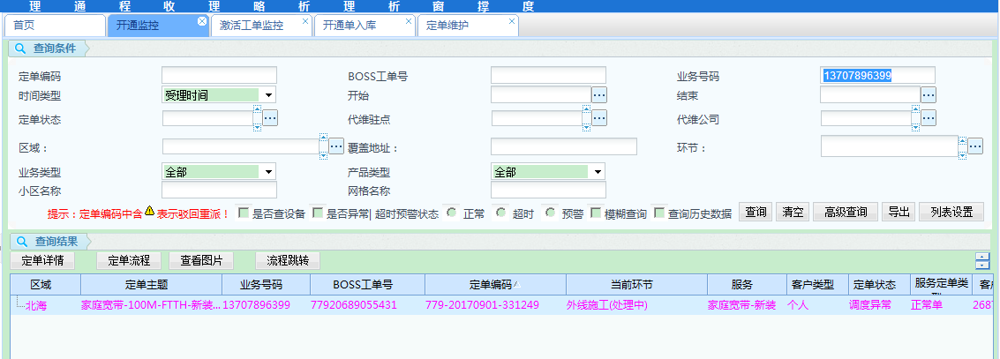 理 通 程 收 理 略 析 理 析 窗 撑 度
首页 开通监控 激活工单监控 开通单入库 定单维护
查询条件
定单编码 BOSS工单号 业务号码 13707896399
时间类型 受理时间 开始 结束
定单状态 代维驻点 代维公司
区域： 覆盖地址： 环节：
业务类型 全部 产品类型 全部
小区名称 网格名称
提示：定单编码中含 表示驳回重派！ 是否查设备 是否异常| 超时预警状态 正常 超时 预警 模糊查询 查询历史数据 查询 清空 高级查询 导出 列表设置
查询结果
定单详情 定单流程 查看图片 流程跳转
区域 定单主题 业务号码 BOSS工单号 定单编码 当前环节 服务 客户类型 定单状态 服务定单类
北海 家庭宽带-100M-FTTH-新装... 13707896399 77920689055431 779-20170901-331249 外线施工(处理中) 家庭宽带-新装 个人 调度异常 正常单 2687